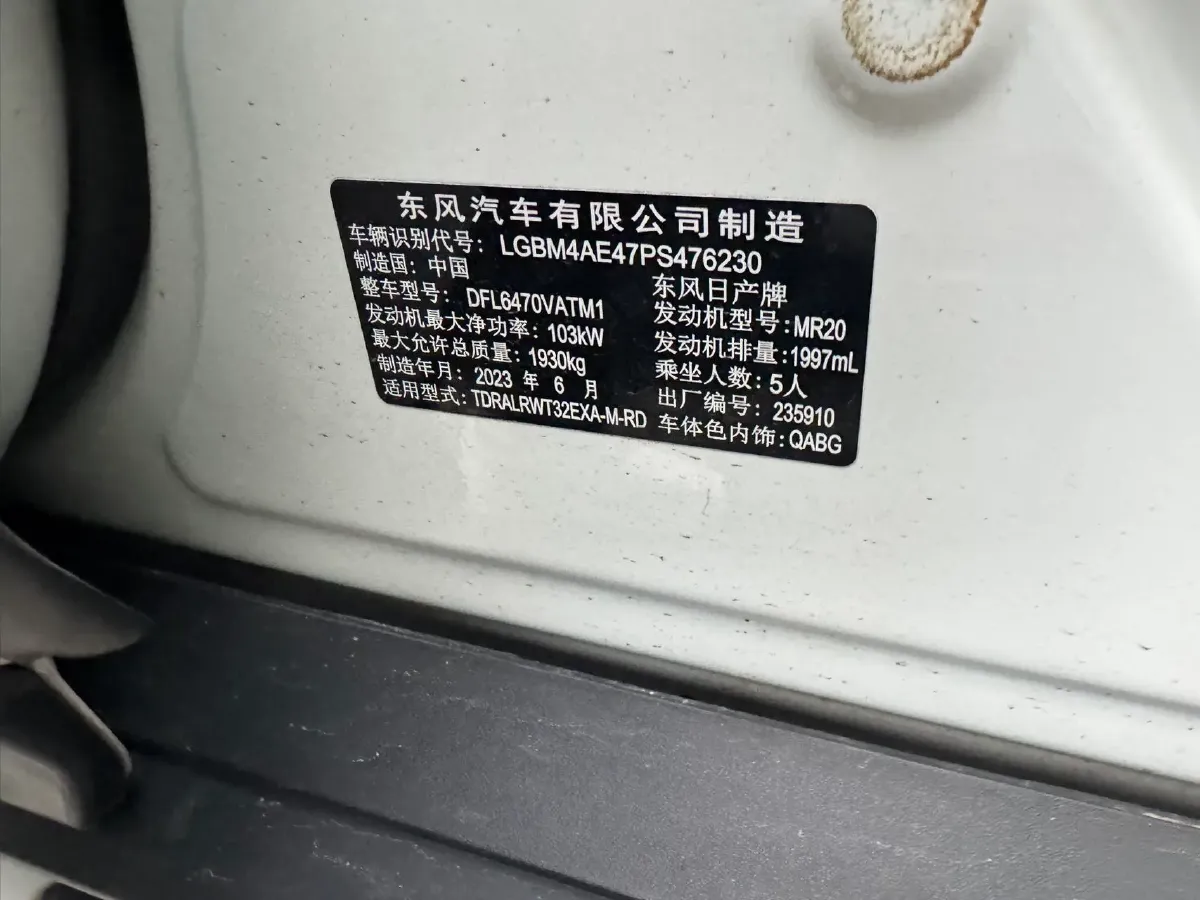 东风汽车有限公司制造
车辆识别代号: LGBM4AE47PS476230
制造国: 中国 东风日产牌
整车型号: DFL6470VATM1 发动机型号:MR20
发动机最大净功率: 103kW 发动机排量:1997mL
最大允许总质量: 1930kg 乘坐人数: 5人
制造年月: 2023 年 6 月 出厂编号: 235910
适用型式: TDRALRWT32EXA-M-RD 车体色内饰:QABG